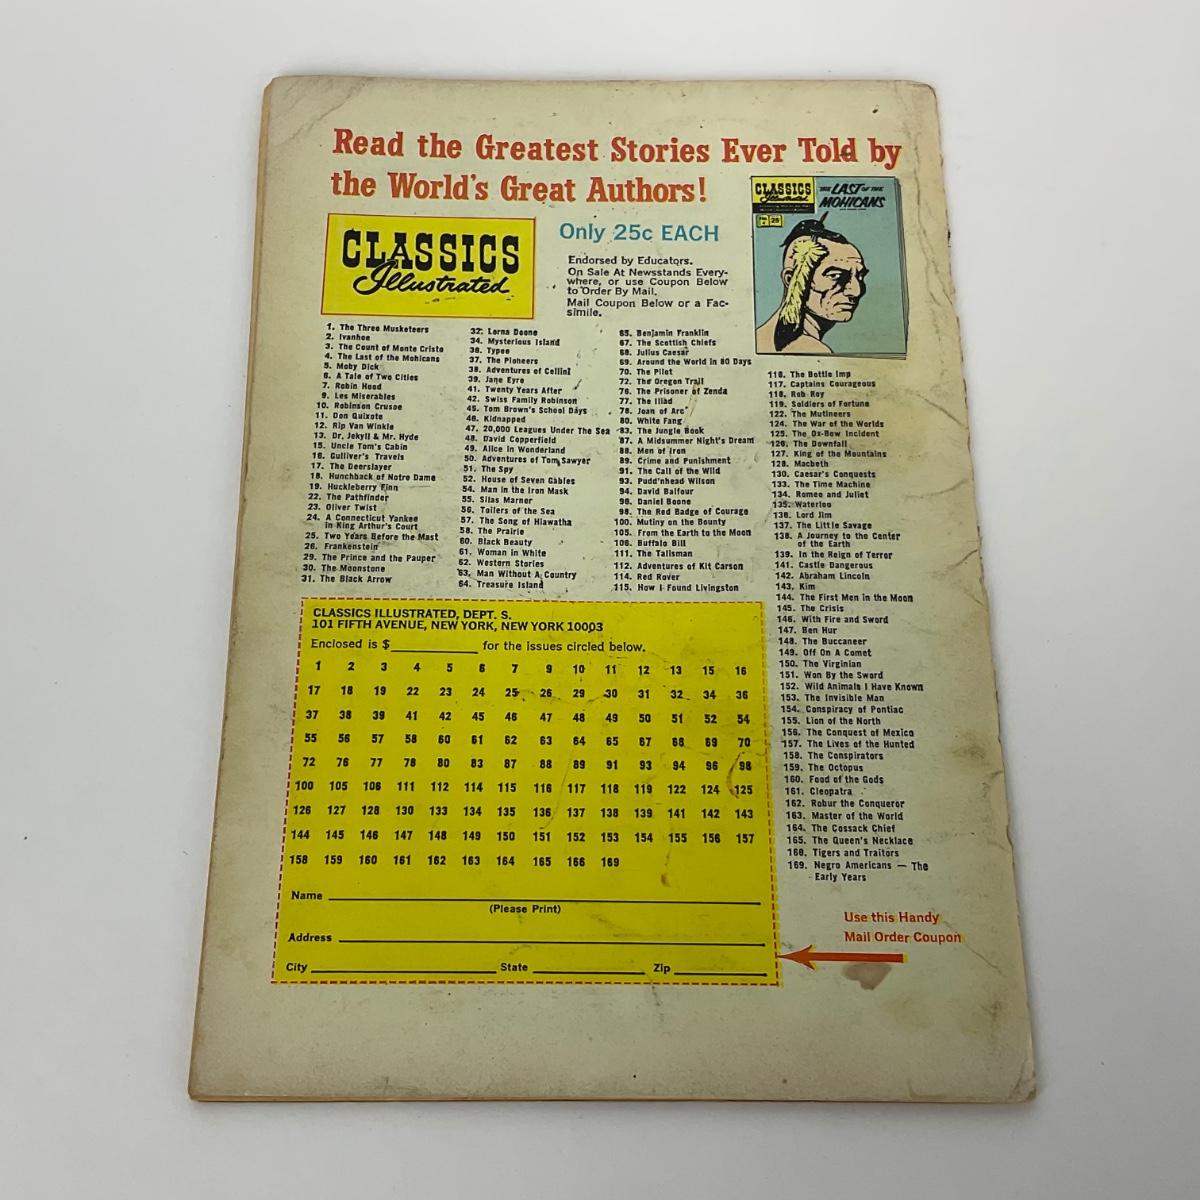 Read the Greatest Stories Ever Told by
the World's Great Authors!
CLASSICS
Illustrated
Only 25c EACH
Endorsed by Educators.
On Sale At Newsstands Every-
where, or use Coupon Below
to Order By Mail.
Mail Coupon Below or a Fac-
simile.
CLASSICS
Illustrated
THE LAST OF THE
MOHICANS
25¢
1. The Three Musketeers
2. Ivanhoe
3. The Count of Monte Cristo
4. The Last of the Mohicans
5. Moby Dick
6. A Tale of Two Cities
7. Robin Hood
9. Les Miserables
10. Robinson Crusoe
11. Don Quixote
12. Rip Van Winkle
13. Dr. Jekyll & Mr. Hyde
15. Uncle Tom's Cabin
16. Gulliver's Travels
17. The Deerslayer
18. Hunchback of Notre Dame
19. Huckleberry Finn
22. The Pathfinder
23. Oliver Twist
24. A Connecticut Yankee
in King Arthur's Court
25. Two Years Before the Mast
26. Frankenstein
29. The Prince and the Pauper
30. The Moonstone
31. The Black Arrow
32. Lorna Doone
34. Mysterious Island
36. Typee
37. The Pioneers
38. Adventures of Cellini
39. Jane Eyre
41. Twenty Years After
42. Swiss Family Robinson
45. Tom Brown's School Days
46. Kidnapped
47. 20,000 Leagues Under The Sea
48. David Copperfield
49. Alice in Wonderland
50. Adventures of Tom Sawyer
51. The Spy
52. House of Seven Gables
54. Man in the Iron Mask
55. Silas Marner
56. Toilers of the Sea
57. The Song of Hiawatha
58. The Prairie
60. Black Beauty
61. Woman in White
62. Western Stories
63. Man Without A Country
64. Treasure Island
65. Benjamin Franklin
67. The Scottish Chiefs
68. Julius Caesar
69. Around the World in 80 Days
70. The Pilot
72. The Oregon Trail
76. The Prisoner of Zenda
77. The Iliad
78. Joan of Arc
80. White Fang
83. The Jungle Book
87. A Midsummer Night's Dream
88. Men of Iron
89. Crime and Punishment
91. The Call of the Wild
93. Pudd'nhead Wilson
94. David Balfour
96. Daniel Boone
98. The Red Badge of Courage
100. Mutiny on the Bounty
105. From the Earth to the Moon
106. Buffalo Bill
111. The Talisman
112. Adventures of Kit Carson
114. Red Rover
115. How I Found Livingston
116. The Bottle Imp
117. Captains Courageous
118. Rob Roy
119. Soldiers of Fortune
122. The Mutineers
124. The War of the Worlds
125. The Ox-Bow Incident
126. The Downfall
127. King of the Mountains
128. Macbeth
130. Caesar's Conquests
133. The Time Machine
134. Romeo and Juliet
135. Waterloo
136. Lord Jim
137. The Little Savage
138. A Journey to the Center
of the Earth
139. In the Reign of Terror
141. Castle Dangerous
142. Abraham Lincoln
143. Kim
144. The First Men in the Moon
145. The Crisis
146. With Fire and Sword
147. Ben Hur
148. The Buccaneer
149. Off On A Comet
150. The Virginian
151. Won By the Sword
152. Wild Animals I Have Known
153. The Invisible Man
154. Conspiracy of Pontiac
155. Lion of the North
156. The Conquest of Mexico
157. The Lives of the Hunted
158. The Conspirators
159. The Octopus
160. Food of the Gods
161. Cleopatra
162. Robur the Conqueror
163. Master of the World
164. The Cossack Chief
165. The Queen's Necklace
166. Tigers and Traitors
169. Negro Americans — The
Early Years
CLASSICS ILLUSTRATED, DEPT. S.
101 FIFTH AVENUE, NEW YORK, NEW YORK 10003
Enclosed is $ for the issues circled below.
1 2 3 4 5 6 7 9 10 11 12 13 15 16
17 18 19 22 23 24 25 26 29 30 31 32 34 36
37 38 39 41 42 45 46 47 48 49 50 51 52 54
55 56 57 58 60 61 62 63 64 65 67 68 69 70
72 76 77 78 80 83 87 88 89 91 93 94 96 98
100 105 106 111 112 114 115 116 117 118 119 122 124 125
126 127 128 130 133 134 135 136 137 138 139 141 142 143
144 145 146 147 148 149 150 151 152 153 154 155 156 157
158 159 160 161 162 163 164 165 166 169
Name
(Please Print)
Address
City State Zip
Use this Handy
Mail Order Coupon